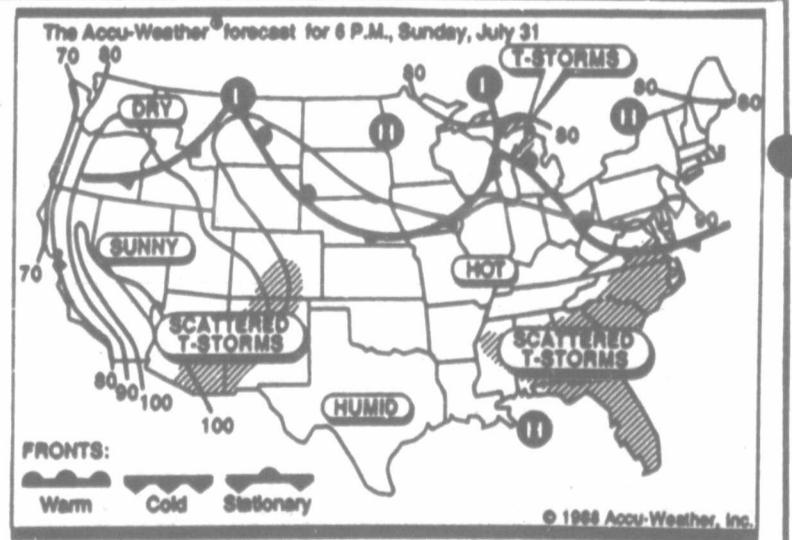 The Accu-Weather® forecast for 6 P.M., Sunday, July 31
70 80
80
T-STORMS
80
80
80
DRY
SUNNY
HOT
90
70
SCATTERED
T-STORMS
SCATTERED
T-STORMS
HUMID
80 90 100
100
FRONTS:
Warm Cold Stationary
© 1988 Accu-Weather, Inc.